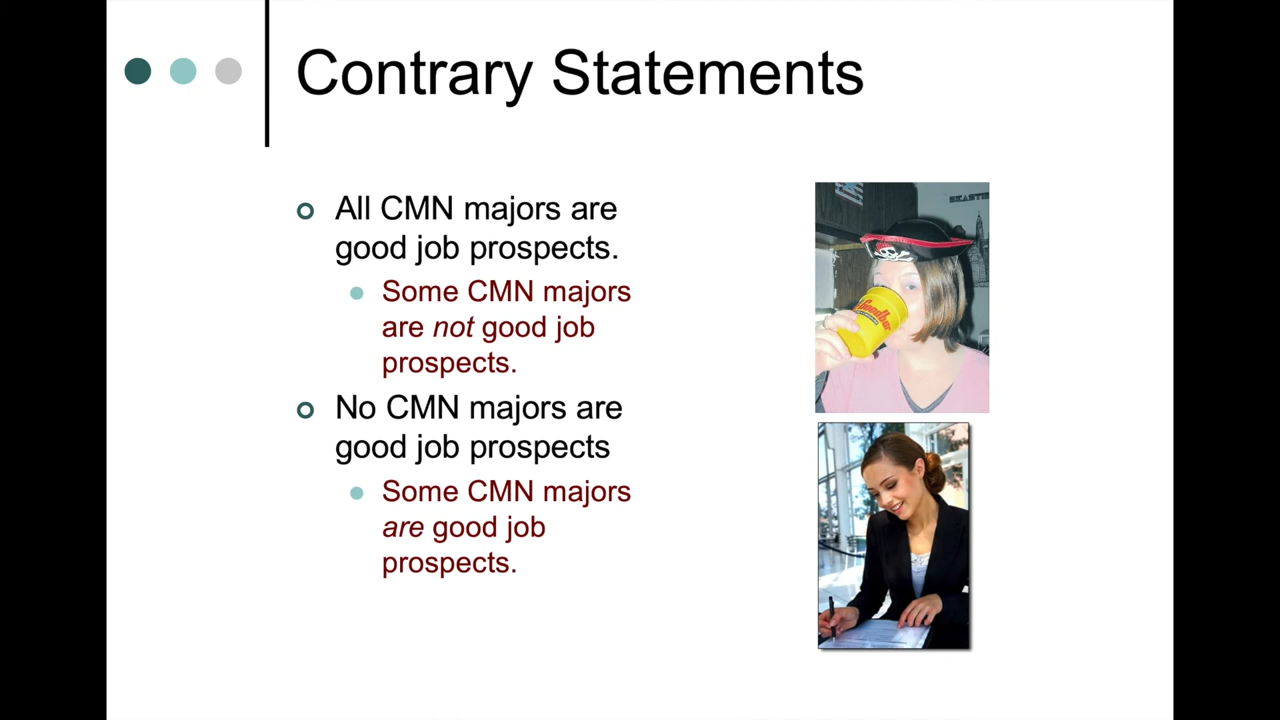 Contrary Statements
All CMN majors are
good job prospects.
Some CMN majors
are not good job
prospects.
No CMN majors are
good job prospects
Some CMN majors
are good job
prospects.